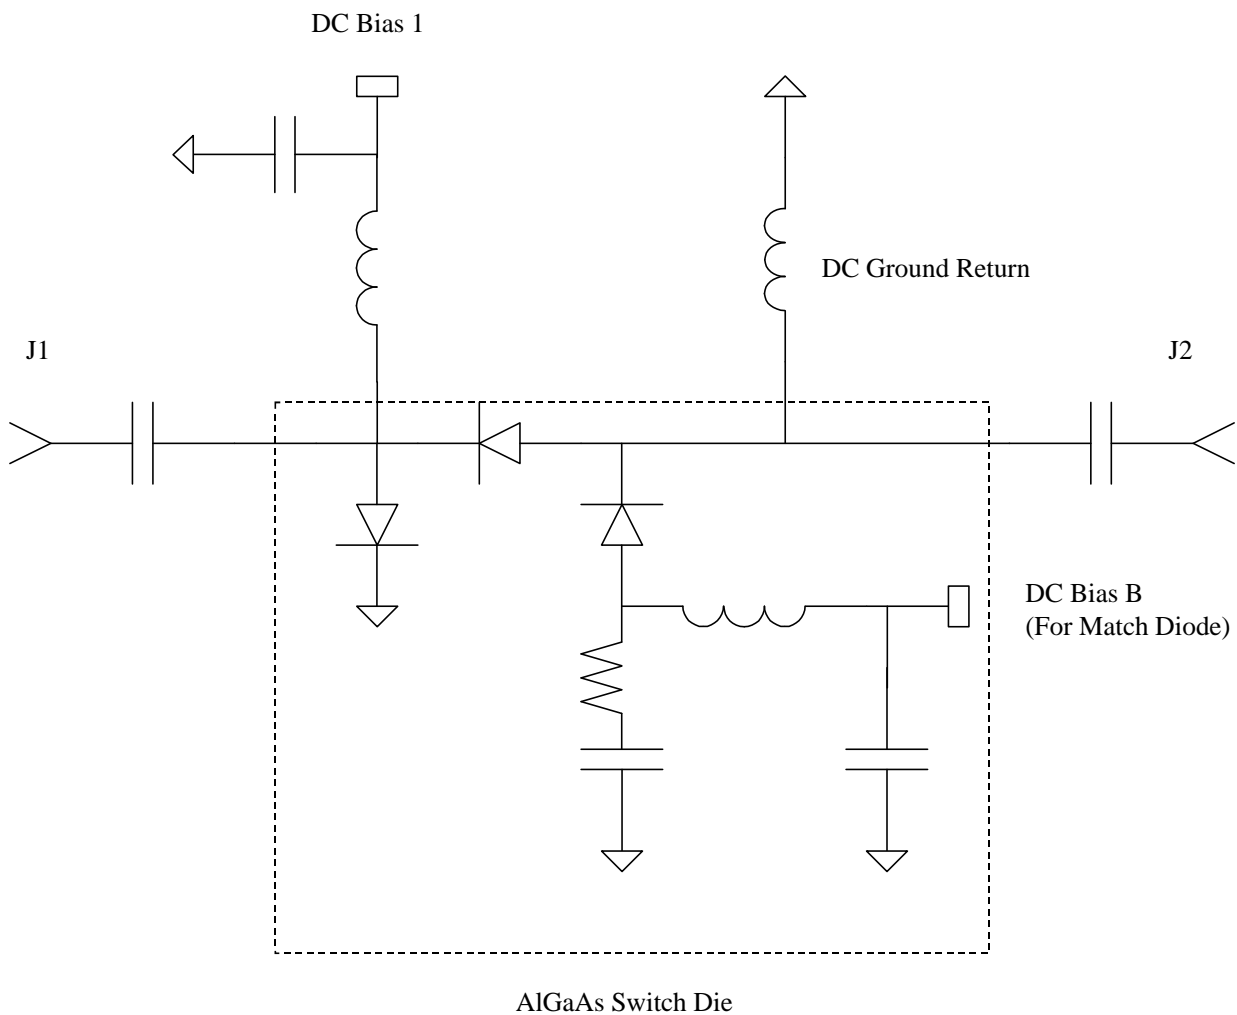 DC Bias 1
DC Ground Return
J1
J2
DC Bias B
(For Match Diode)
AlGaAs Switch Die